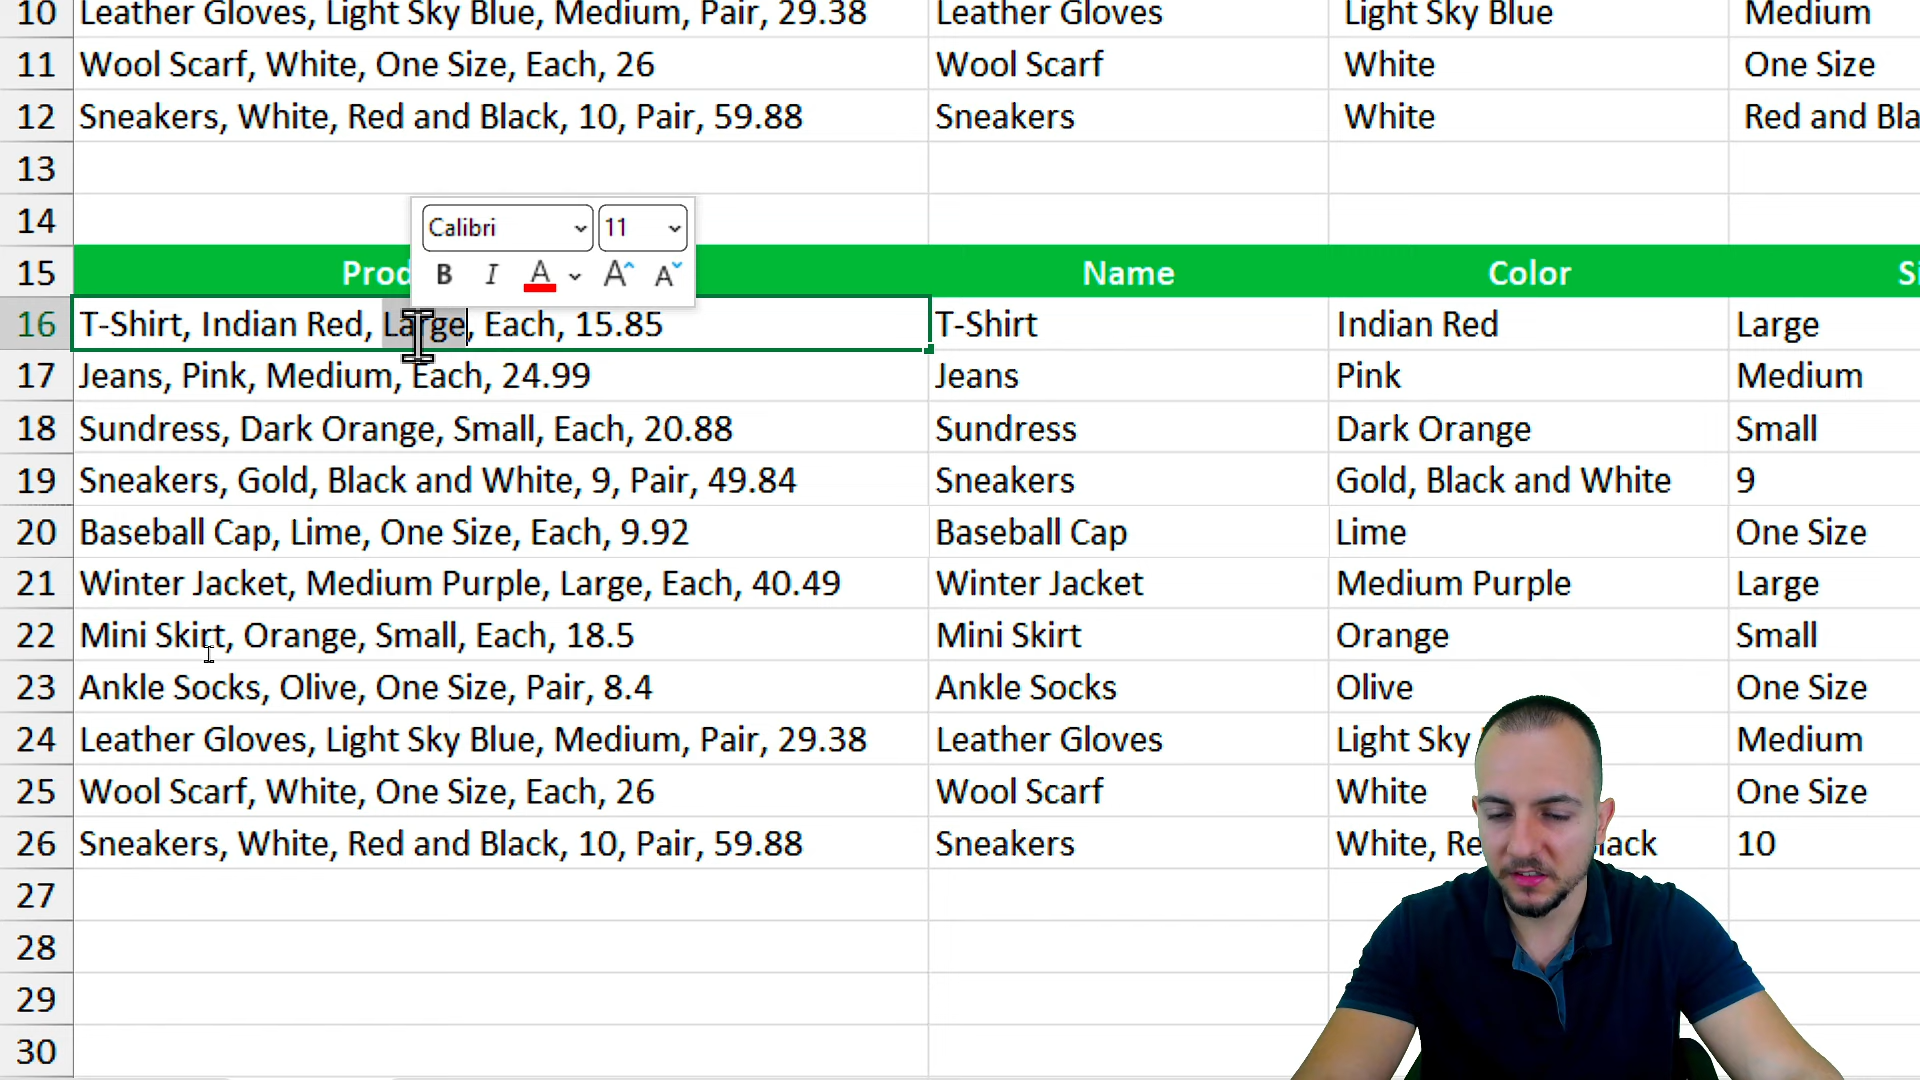 10 Leather Gloves, Light Sky Blue, Medium, Pair, 29.38 Leather Gloves Light Sky Blue Medium
11 Wool Scarf, White, One Size, Each, 26 Wool Scarf White One Size
12 Sneakers, White, Red and Black, 10, Pair, 59.88 Sneakers White Red and Bla
13
14
Calibri 11
B I A A A
15 Prod Name Color Si
16 T-Shirt, Indian Red, Large, Each, 15.85 T-Shirt Indian Red Large
17 Jeans, Pink, Medium, Each, 24.99 Jeans Pink Medium
18 Sundress, Dark Orange, Small, Each, 20.88 Sundress Dark Orange Small
19 Sneakers, Gold, Black and White, 9, Pair, 49.84 Sneakers Gold, Black and White 9
20 Baseball Cap, Lime, One Size, Each, 9.92 Baseball Cap Lime One Size
21 Winter Jacket, Medium Purple, Large, Each, 40.49 Winter Jacket Medium Purple Large
22 Mini Skirt, Orange, Small, Each, 18.5 Mini Skirt Orange Small
23 Ankle Socks, Olive, One Size, Pair, 8.4 Ankle Socks Olive One Size
24 Leather Gloves, Light Sky Blue, Medium, Pair, 29.38 Leather Gloves Light Sky Medium
25 Wool Scarf, White, One Size, Each, 26 Wool Scarf White One Size
26 Sneakers, White, Red and Black, 10, Pair, 59.88 Sneakers White, Re lack 10
27
28
29
30